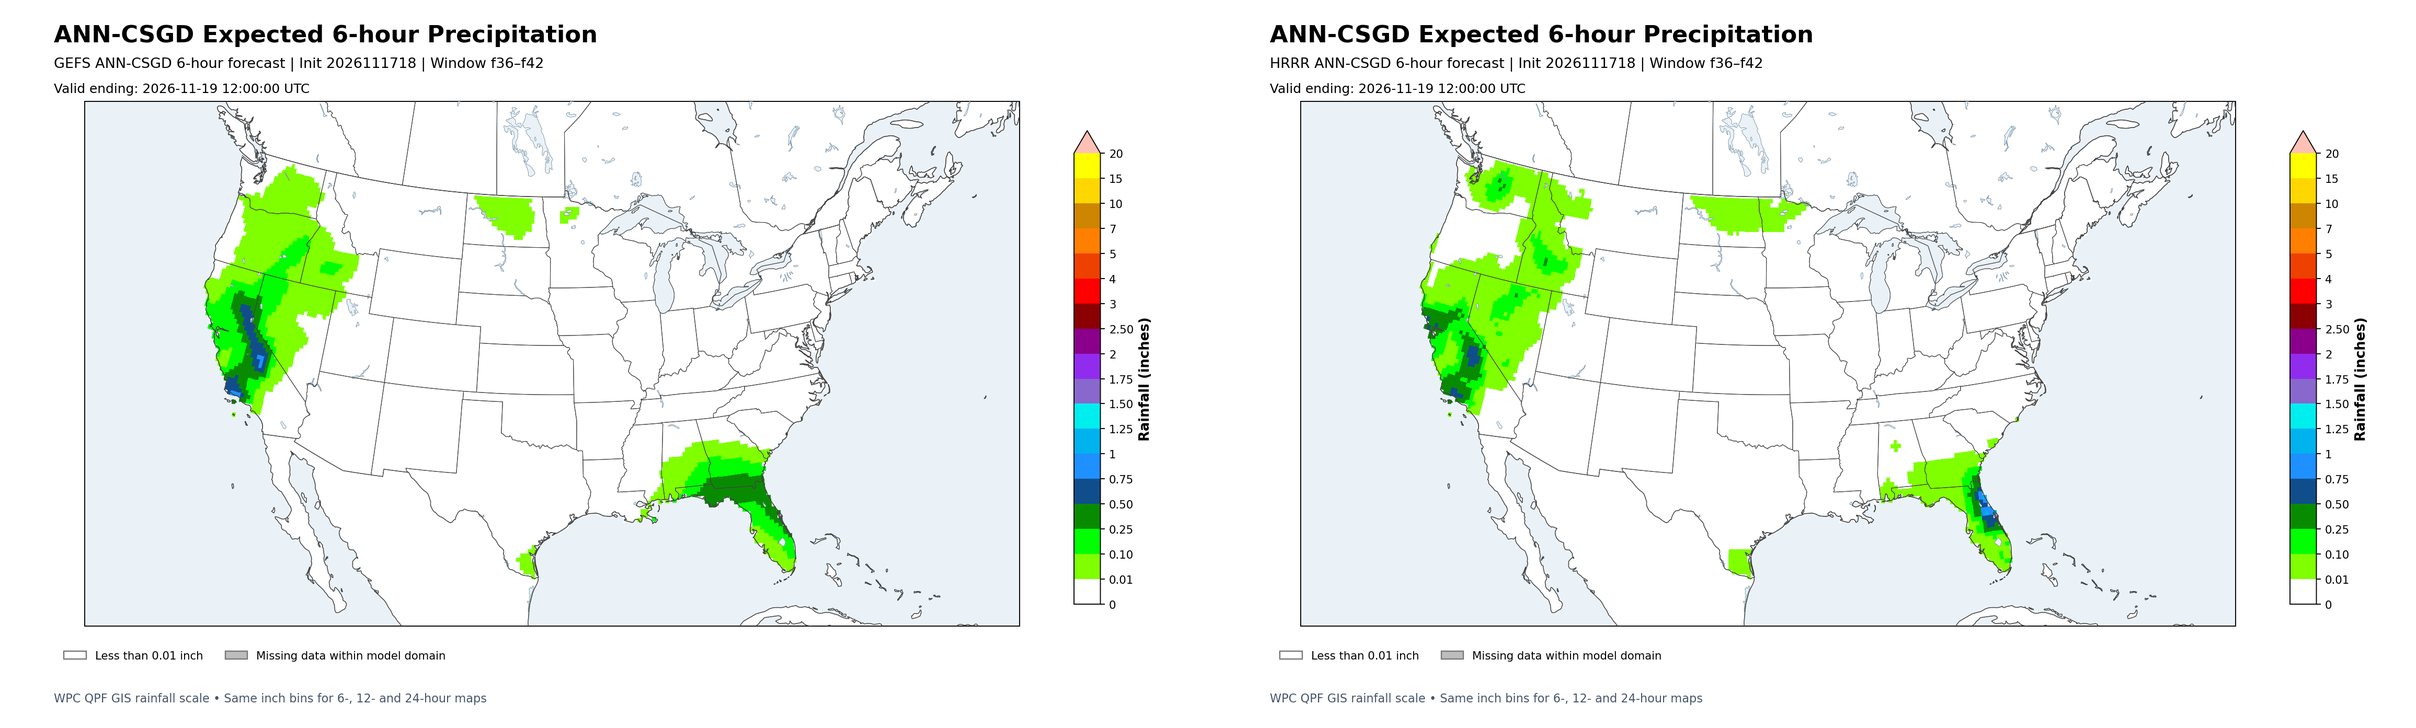 ANN-CSGD Expected 6-hour Precipitation
GEFS ANN-CSGD 6-hour forecast | Init 2026111718 | Window f36–f42
Valid ending: 2026-11-19 12:00:00 UTC
20
15
10
7
5
4
3
2.50
2
1.75
1.50
1.25
1
0.75
0.50
0.25
0.10
0.01
0
Rainfall (inches)
Less than 0.01 inch
Missing data within model domain
WPC QPF GIS rainfall scale • Same inch bins for 6-, 12- and 24-hour maps
ANN-CSGD Expected 6-hour Precipitation
HRRR ANN-CSGD 6-hour forecast | Init 2026111718 | Window f36–f42
Valid ending: 2026-11-19 12:00:00 UTC
20
15
10
7
5
4
3
2.50
2
1.75
1.50
1.25
1
0.75
0.50
0.25
0.10
0.01
0
Rainfall (inches)
Less than 0.01 inch
Missing data within model domain
WPC QPF GIS rainfall scale • Same inch bins for 6-, 12- and 24-hour maps